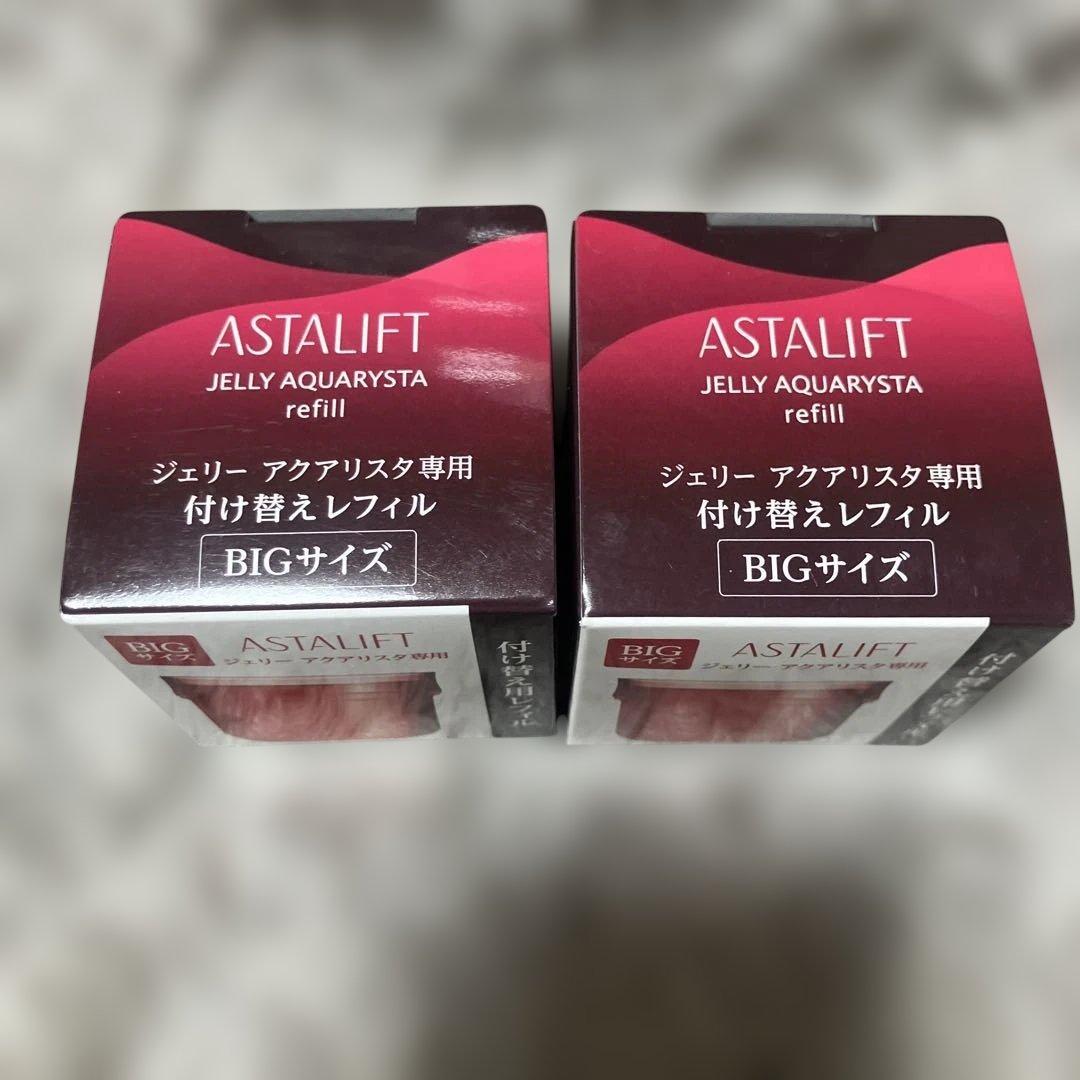 ASTALIFT
JELLY AQUARYSTA
refill
ジェリー アクアリスタ専用
付け替えレフィル
BIGサイズ
BIG
サイズ
ASTALIFT
ジェリー アクアリスタ専用
付け替え用レフィル
ASTALIFT
JELLY AQUARYSTA
refill
ジェリー アクアリスタ専用
付け替えレフィル
BIGサイズ
BIG
サイズ
ASTALIFT
ジェリー アクアリスタ専用